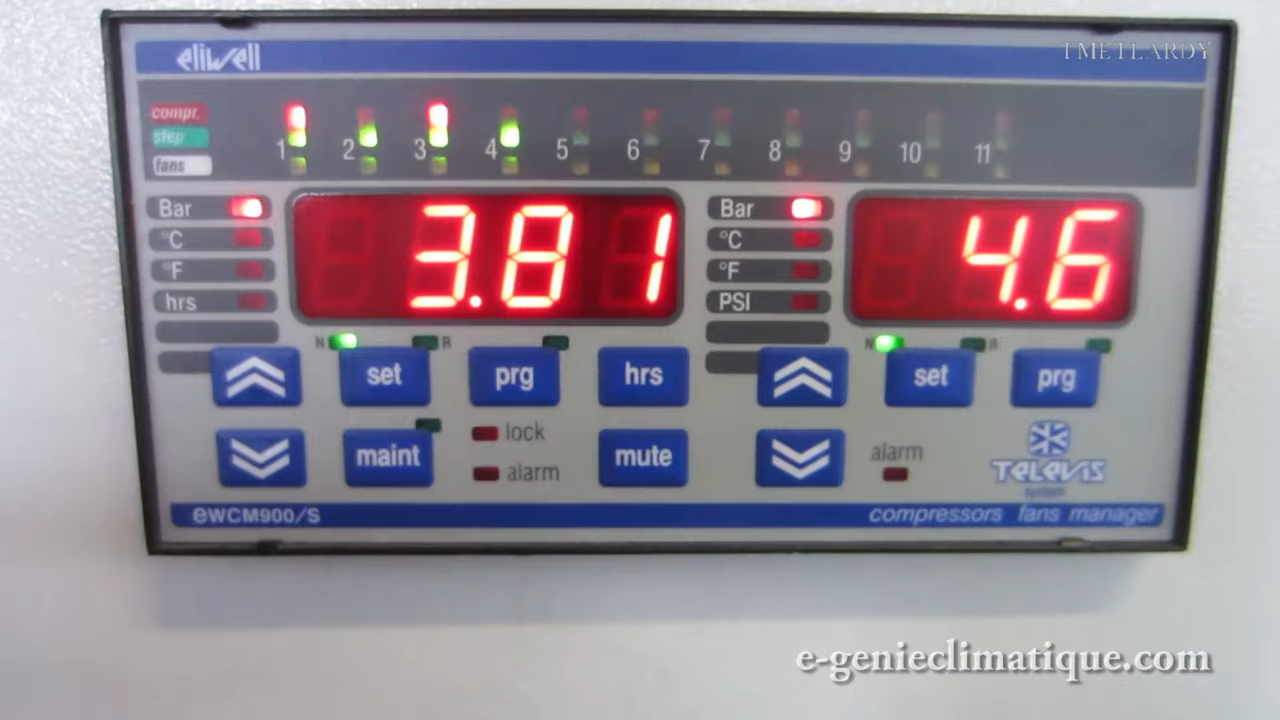 eliwell
TMETLARDY
compr.
step
fans
1 2 3 4 5 6 7 8 9 10 11
Bar
°C
°F
hrs
3.81
Bar
°C
°F
PSI
4.6
N R N R
set prg hrs set prg
maint lock alarm mute alarm
TELEVIS
system
eWCM900/S compressors fans manager
e-genieclimatique.com